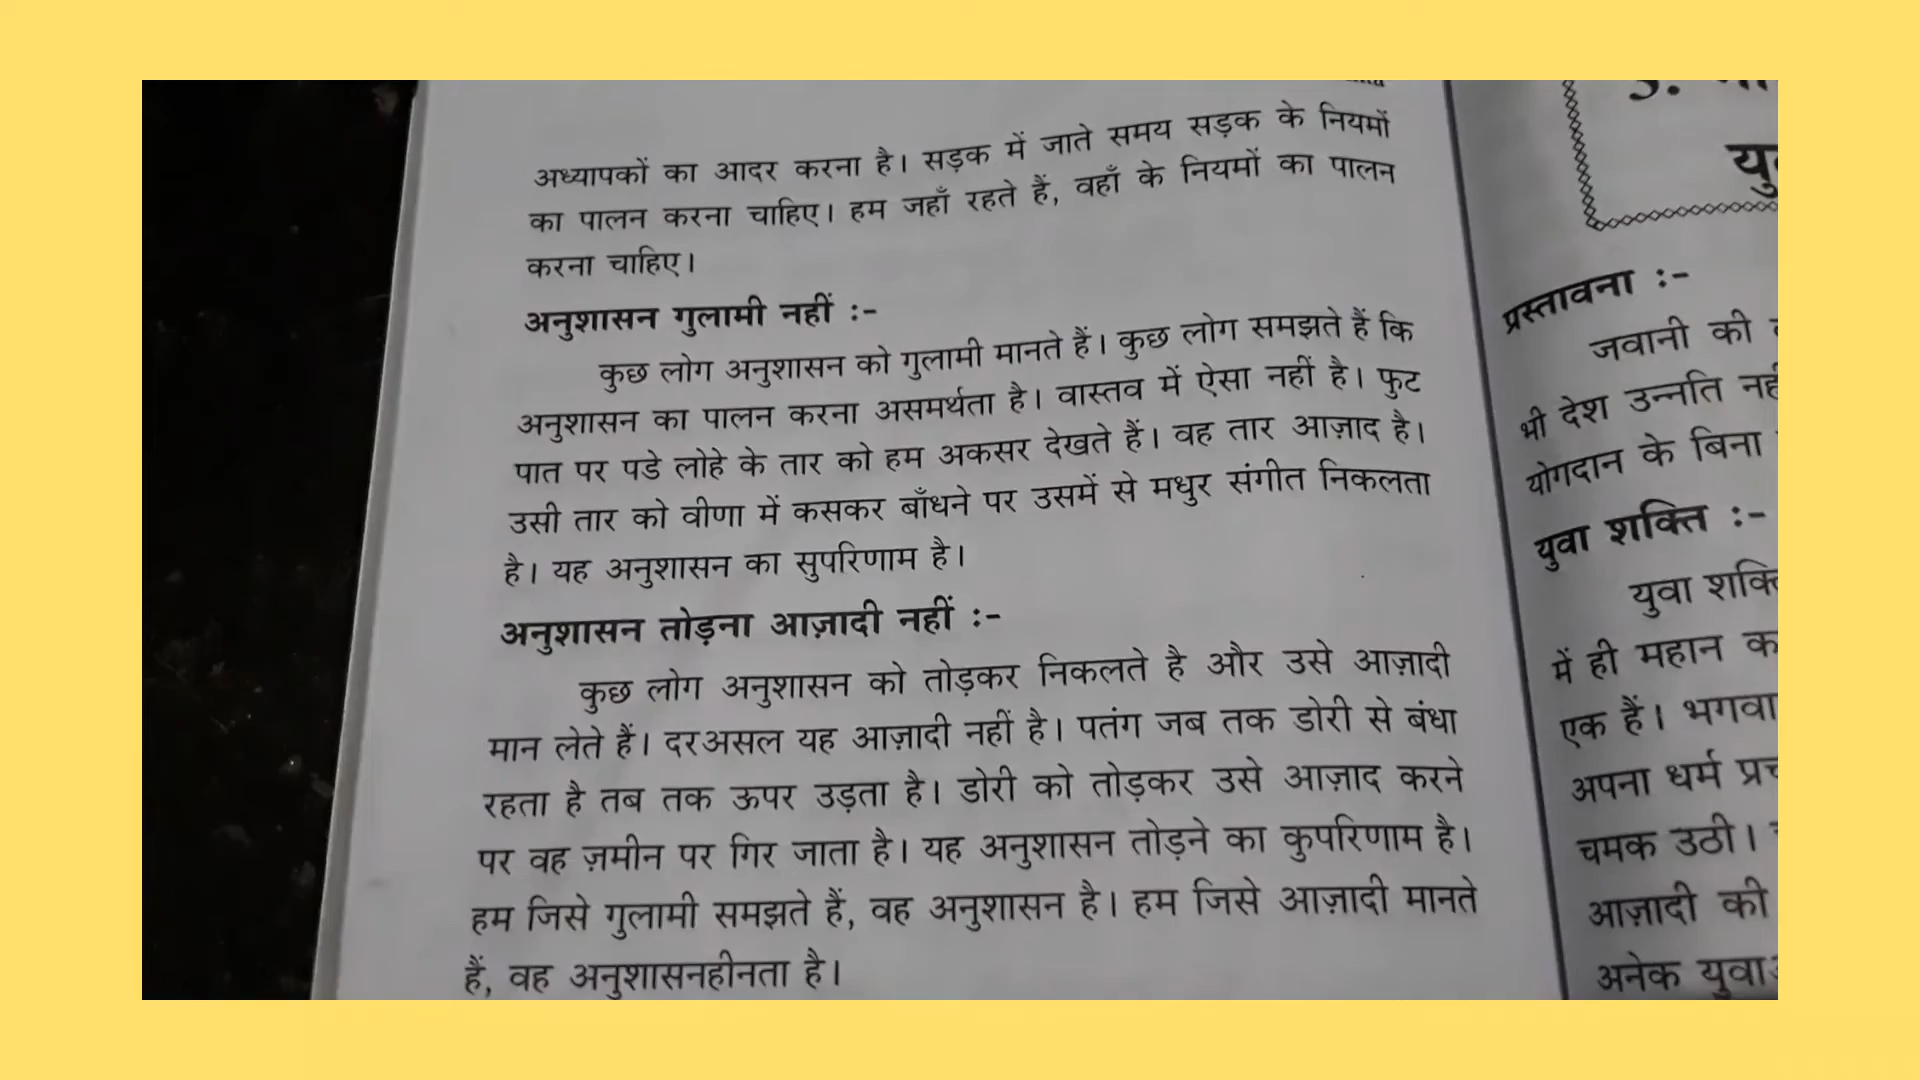 अध्यापकों का आदर करना है। सड़क में जाते समय सड़क के नियमों
का पालन करना चाहिए। हम जहाँ रहते हैं, वहाँ के नियमों का पालन
करना चाहिए।
अनुशासन गुलामी नहीं :-
कुछ लोग अनुशासन को गुलामी मानते हैं। कुछ लोग समझते हैं कि
अनुशासन का पालन करना असमर्थता है। वास्तव में ऐसा नहीं है। फुट
पात पर पडे लोहे के तार को हम अकसर देखते हैं। वह तार आज़ाद है।
उसी तार को वीणा में कसकर बाँधने पर उसमें से मधुर संगीत निकलता
है। यह अनुशासन का सुपरिणाम है।
अनुशासन तोड़ना आज़ादी नहीं :-
कुछ लोग अनुशासन को तोड़कर निकलते है और उसे आज़ादी
मान लेते हैं। दरअसल यह आज़ादी नहीं है। पतंग जब तक डोरी से बंधा
रहता है तब तक ऊपर उड़ता है। डोरी को तोड़कर उसे आज़ाद करने
पर वह ज़मीन पर गिर जाता है। यह अनुशासन तोड़ने का कुपरिणाम है।
हम जिसे गुलामी समझते हैं, वह अनुशासन है। हम जिसे आज़ादी मानते
हैं, वह अनुशासनहीनता है।
प्रस्तावना :-
जवानी की
भी देश उन्नति
योगदान के बिना
युवा शक्ति :-
युवा
में ही महान
एक हैं।
अपना धर्म
चमक उठी।
आज़ादी की
अनेक